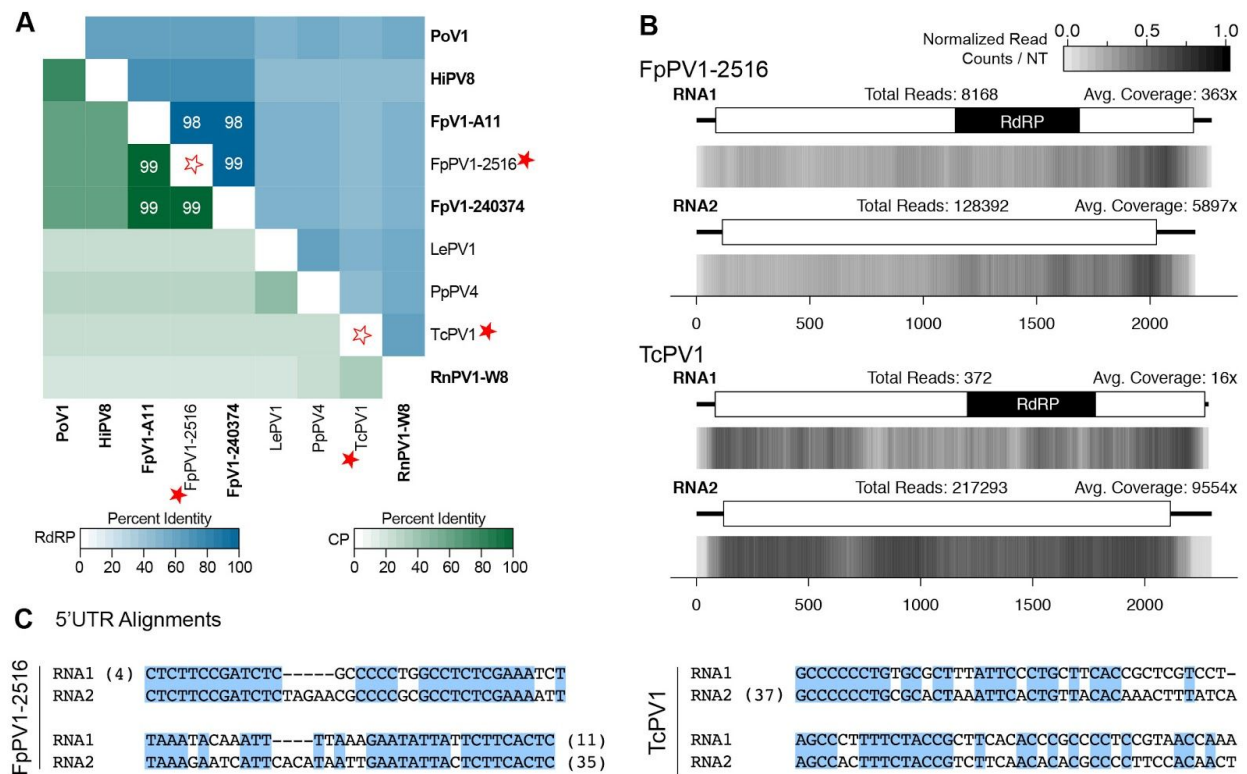 A
PoV1
HiPV8
98 98
FpV1-A11
99 99
FpPV1-2516
99 99
FpV1-240374
LePV1
PpPV4
TcPV1
RnPV1-W8
PoV1 HiPV8 FpV1-A11 FpPV1-2516 FpV1-240374 LePV1 PpPV4 TcPV1 RnPV1-W8
Percent Identity
RdRP
0 20 40 60 80 100
Percent Identity
CP
0 20 40 60 80 100
B
Normalized Read
Counts / NT
0.0 0.5 1.0
FpPV1-2516
RNA1 Total Reads: 8168 Avg. Coverage: 363x
RdRP
RNA2 Total Reads: 128392 Avg. Coverage: 5897x
0 500 1000 1500 2000
TcPV1
RNA1 Total Reads: 372 Avg. Coverage: 16x
RdRP
RNA2 Total Reads: 217293 Avg. Coverage: 9554x
0 500 1000 1500 2000
C 5'UTR Alignments
FpPV1-2516
RNA1 (4) CTCTTCCGATCTC-----GCCCCCTGGCCTCTCGAAATCT
RNA2 CTCTTCCGATCTCTAGAACGCCCCGCGCCTCTCGAAAATT
RNA1 TAAATACAAATT----TTAAAGAATATTATTCTTCACTC (11)
RNA2 TAAAGAATCATTCACATAATTGAATATTACTCTTCACTC (35)
TcPV1
RNA1 GCCCCCCTGTGCGCTTTATTCCCTGCTTCACCGCTCGTCCT-
RNA2 (37) GCCCCCCTGCGCACTAAATTCACTGTTACACAAACTTTATCA
RNA1 AGCCCTTTTCTACCGCTTCACACCCGCCCCTCCGTAACCAAA
RNA2 AGCCACTTTCTACCGTCTTCAACACACGCCCCTTCCACAACT